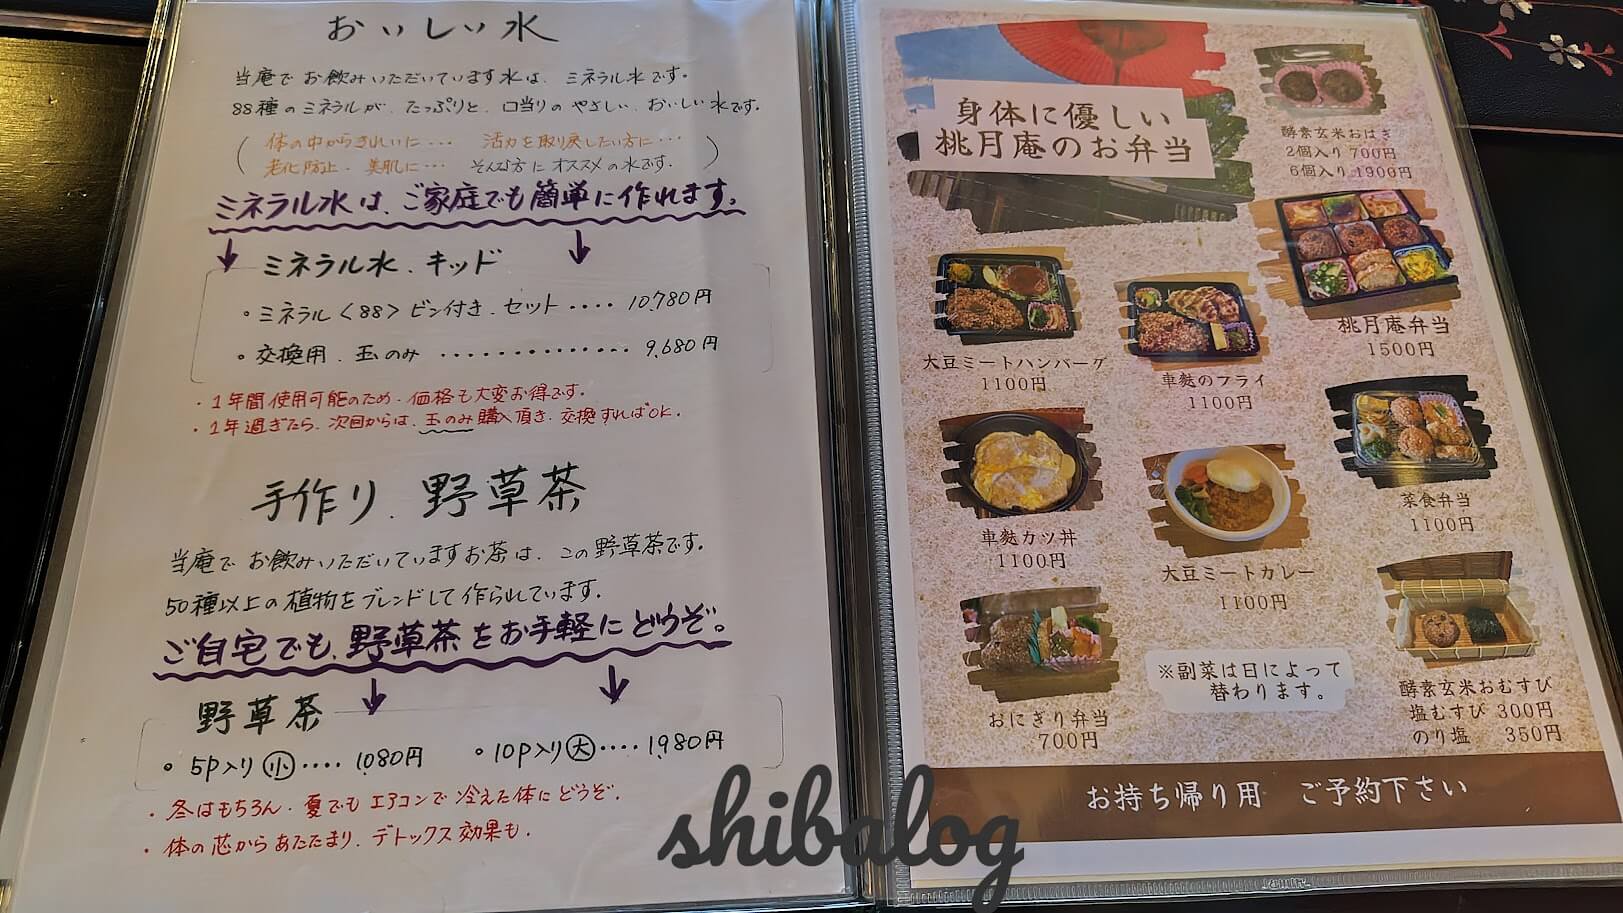 おいしい水
当庵で お飲みいただいています水は、ミネラル水です。
88種のミネラルが、たっぷりと、口当りの やさしい、おいしい水です。
(体の中からきれいに… 活力を取り戻したい方に…
老化防止・美肌に… そんな方に オススメの水です。)
ミネラル水は、ご家庭でも簡単に作れます。
↓ ↓
ミネラル水、キッド
。ミネラル<88>ビン付き、セット‥‥10,780円
。交換用、玉のみ ‥‥‥‥‥‥‥ 9,680円
・1年間使用可能のため、価格も大変お得です。
・1年過ぎたら、次回からは、玉のみ購入頂き、交換すればOK.
手作り、野草茶
当庵で お飲みいただいていますお茶は、この野草茶です。
50種以上の植物をブレンドして作られています。
ご自宅でも、野草茶をお手軽にどうぞ。
↓ ↓
野草茶
。5P入り(小)‥‥1,080円 。10P入り(大)‥‥1,980円
・冬はもちろん、夏でもエアコンで冷えた体にどうぞ。
・体の芯からあたたまり、デトックス効果も.
身体に優しい
桃月庵のお弁当
酵素玄米おはぎ
2個入り 700円
6個入り 1900円
桃月庵弁当
1500円
大豆ミートハンバーグ
1100円
車麩のフライ
1100円
菜食弁当
1100円
車麩カツ丼
1100円
大豆ミートカレー
1100円
おにぎり弁当
700円
※副菜は日によって
替わります。
酵素玄米おむすび
塩むすび 300円
のり塩 350円
お持ち帰り用 ご予約下さい
shibalog